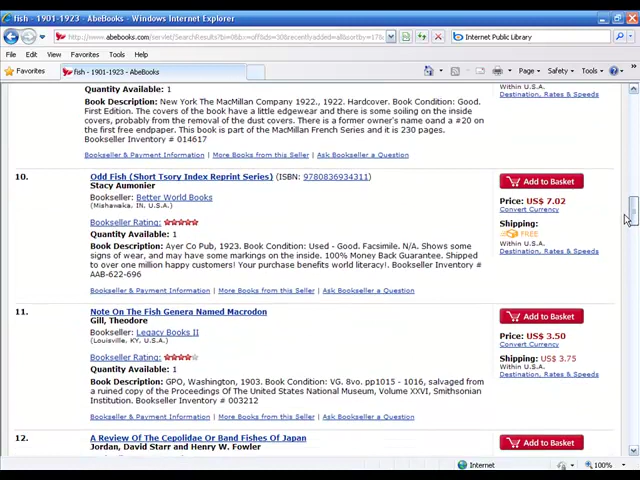 fish - 1901-1923 - AbeBooks - Windows Internet Explorer
http://www.abebooks.com/servlet/SearchResults?
Internet Public Library
File Edit View Favorites Tools Help
Favorites fish - 1901-1923 - AbeBooks Page Safety Tools
Quantity Available: 1
Destination, Rates & Speeds
Book Description: New York The MacMillan Company 1922., 1922. Hardcover. Book Condition: Good.
First Edition. The covers of the book have a little edgewear and there is some soiling on the inside
covers, probably from the removal of the dust covers. There is a former owner's name oand a #20 on
the first free endpaper. This book is part of the MacMillan French Series and it is 230 pages.
Bookseller Inventory # 014617
Bookseller & Payment Information | More Books from this Seller | Ask Bookseller a Question
10. Odd Fish (Short Tsory Index Reprint Series) (ISBN: 9780836934311)
Stacy Aumonier
Bookseller: Better World Books
(Mishawaka, IN, U.S.A.)
Bookseller Rating:
Quantity Available: 1
Book Description: Ayer Co Pub, 1923. Book Condition: Used - Good. Facsimile. N/A. Shows some
signs of wear, and may have some markings on the inside. 100% Money Back Guarantee. Shipped
to over one million happy customers! Your purchase benefits world literacy!. Bookseller Inventory #
AAB-622-696
Bookseller & Payment Information | More Books from this Seller | Ask Bookseller a Question
Add to Basket
Price: US$ 7.02
Convert Currency
Shipping:
FREE
Within U.S.A.
Destination, Rates & Speeds
11. Note On The Fish Genera Named Macrodon
Gill, Theodore
Bookseller: Legacy Books II
(Louisville, KY, U.S.A.)
Bookseller Rating:
Quantity Available: 1
Book Description: GPO, Washington, 1903. Book Condition: VG. 8vo. pp1015 - 1016, salvaged from
a ruined copy of the Proceedings Of The United States National Museum, Volume XXVI, Smithsonian
Institution. Bookseller Inventory # 003212
Bookseller & Payment Information | More Books from this Seller | Ask Bookseller a Question
Add to Basket
Price: US$ 3.50
Convert Currency
Shipping: US$ 3.75
Within U.S.A.
Destination, Rates & Speeds
12. A Review Of The Cepolidae Or Band Fishes Of Japan
Jordan, David Starr and Henry W. Fowler
Add to Basket
Internet 100%